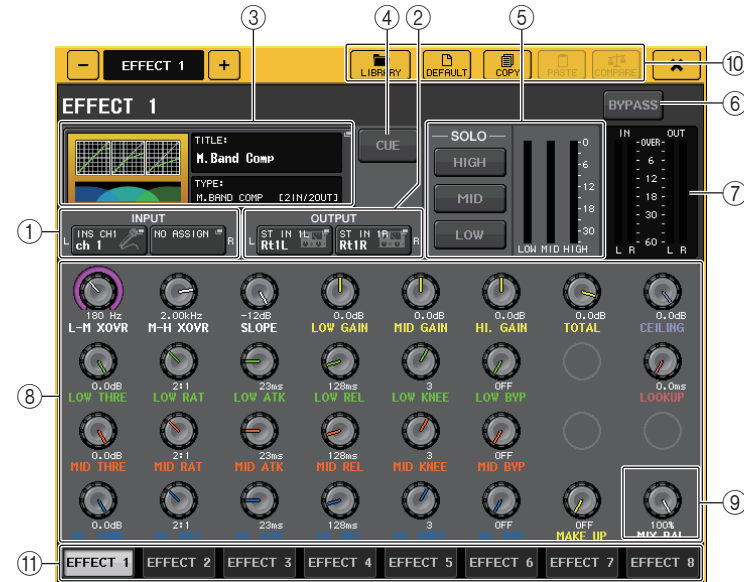 ③ ④ ② ⑤
− EFFECT 1 + LIBRARY DEFAULT COPY PASTE COMPARE × ⑩
EFFECT 1 BYPASS ⑥
TITLE:
M.Band Comp
TYPE:
M.BAND COMP [2IN/2OUT]
CUE
SOLO
HIGH
MID
LOW
0
6
12
18
30
LOW MID HIGH
IN OUT
-OVER-
6
12
18
30
60
L R L R
⑦
① INPUT
L INS CH1 NO ASSIGN R
ch 1
OUTPUT
L ST IN 1L ST IN 1R R
Rt1L Rt1R
⑧
180 Hz 2.00kHz -12dB 0.0dB 0.0dB 0.0dB 0.0dB 0.0dB
L-M XOVR M-H XOVR SLOPE LOW GAIN MID GAIN HI. GAIN TOTAL CEILING
0.0dB 2:1 23ms 128ms 3 OFF 0.0ms
LOW THRE LOW RAT LOW ATK LOW REL LOW KNEE LOW BYP LOOKUP
0.0dB 2:1 23ms 128ms 3 OFF
MID THRE MID RAT MID ATK MID REL MID KNEE MID BYP
⑨
0.0dB 2:1 23ms 128ms 3 OFF OFF 100%
MAKE UP MIX BAL
⑪ EFFECT 1 EFFECT 2 EFFECT 3 EFFECT 4 EFFECT 5 EFFECT 6 EFFECT 7 EFFECT 8